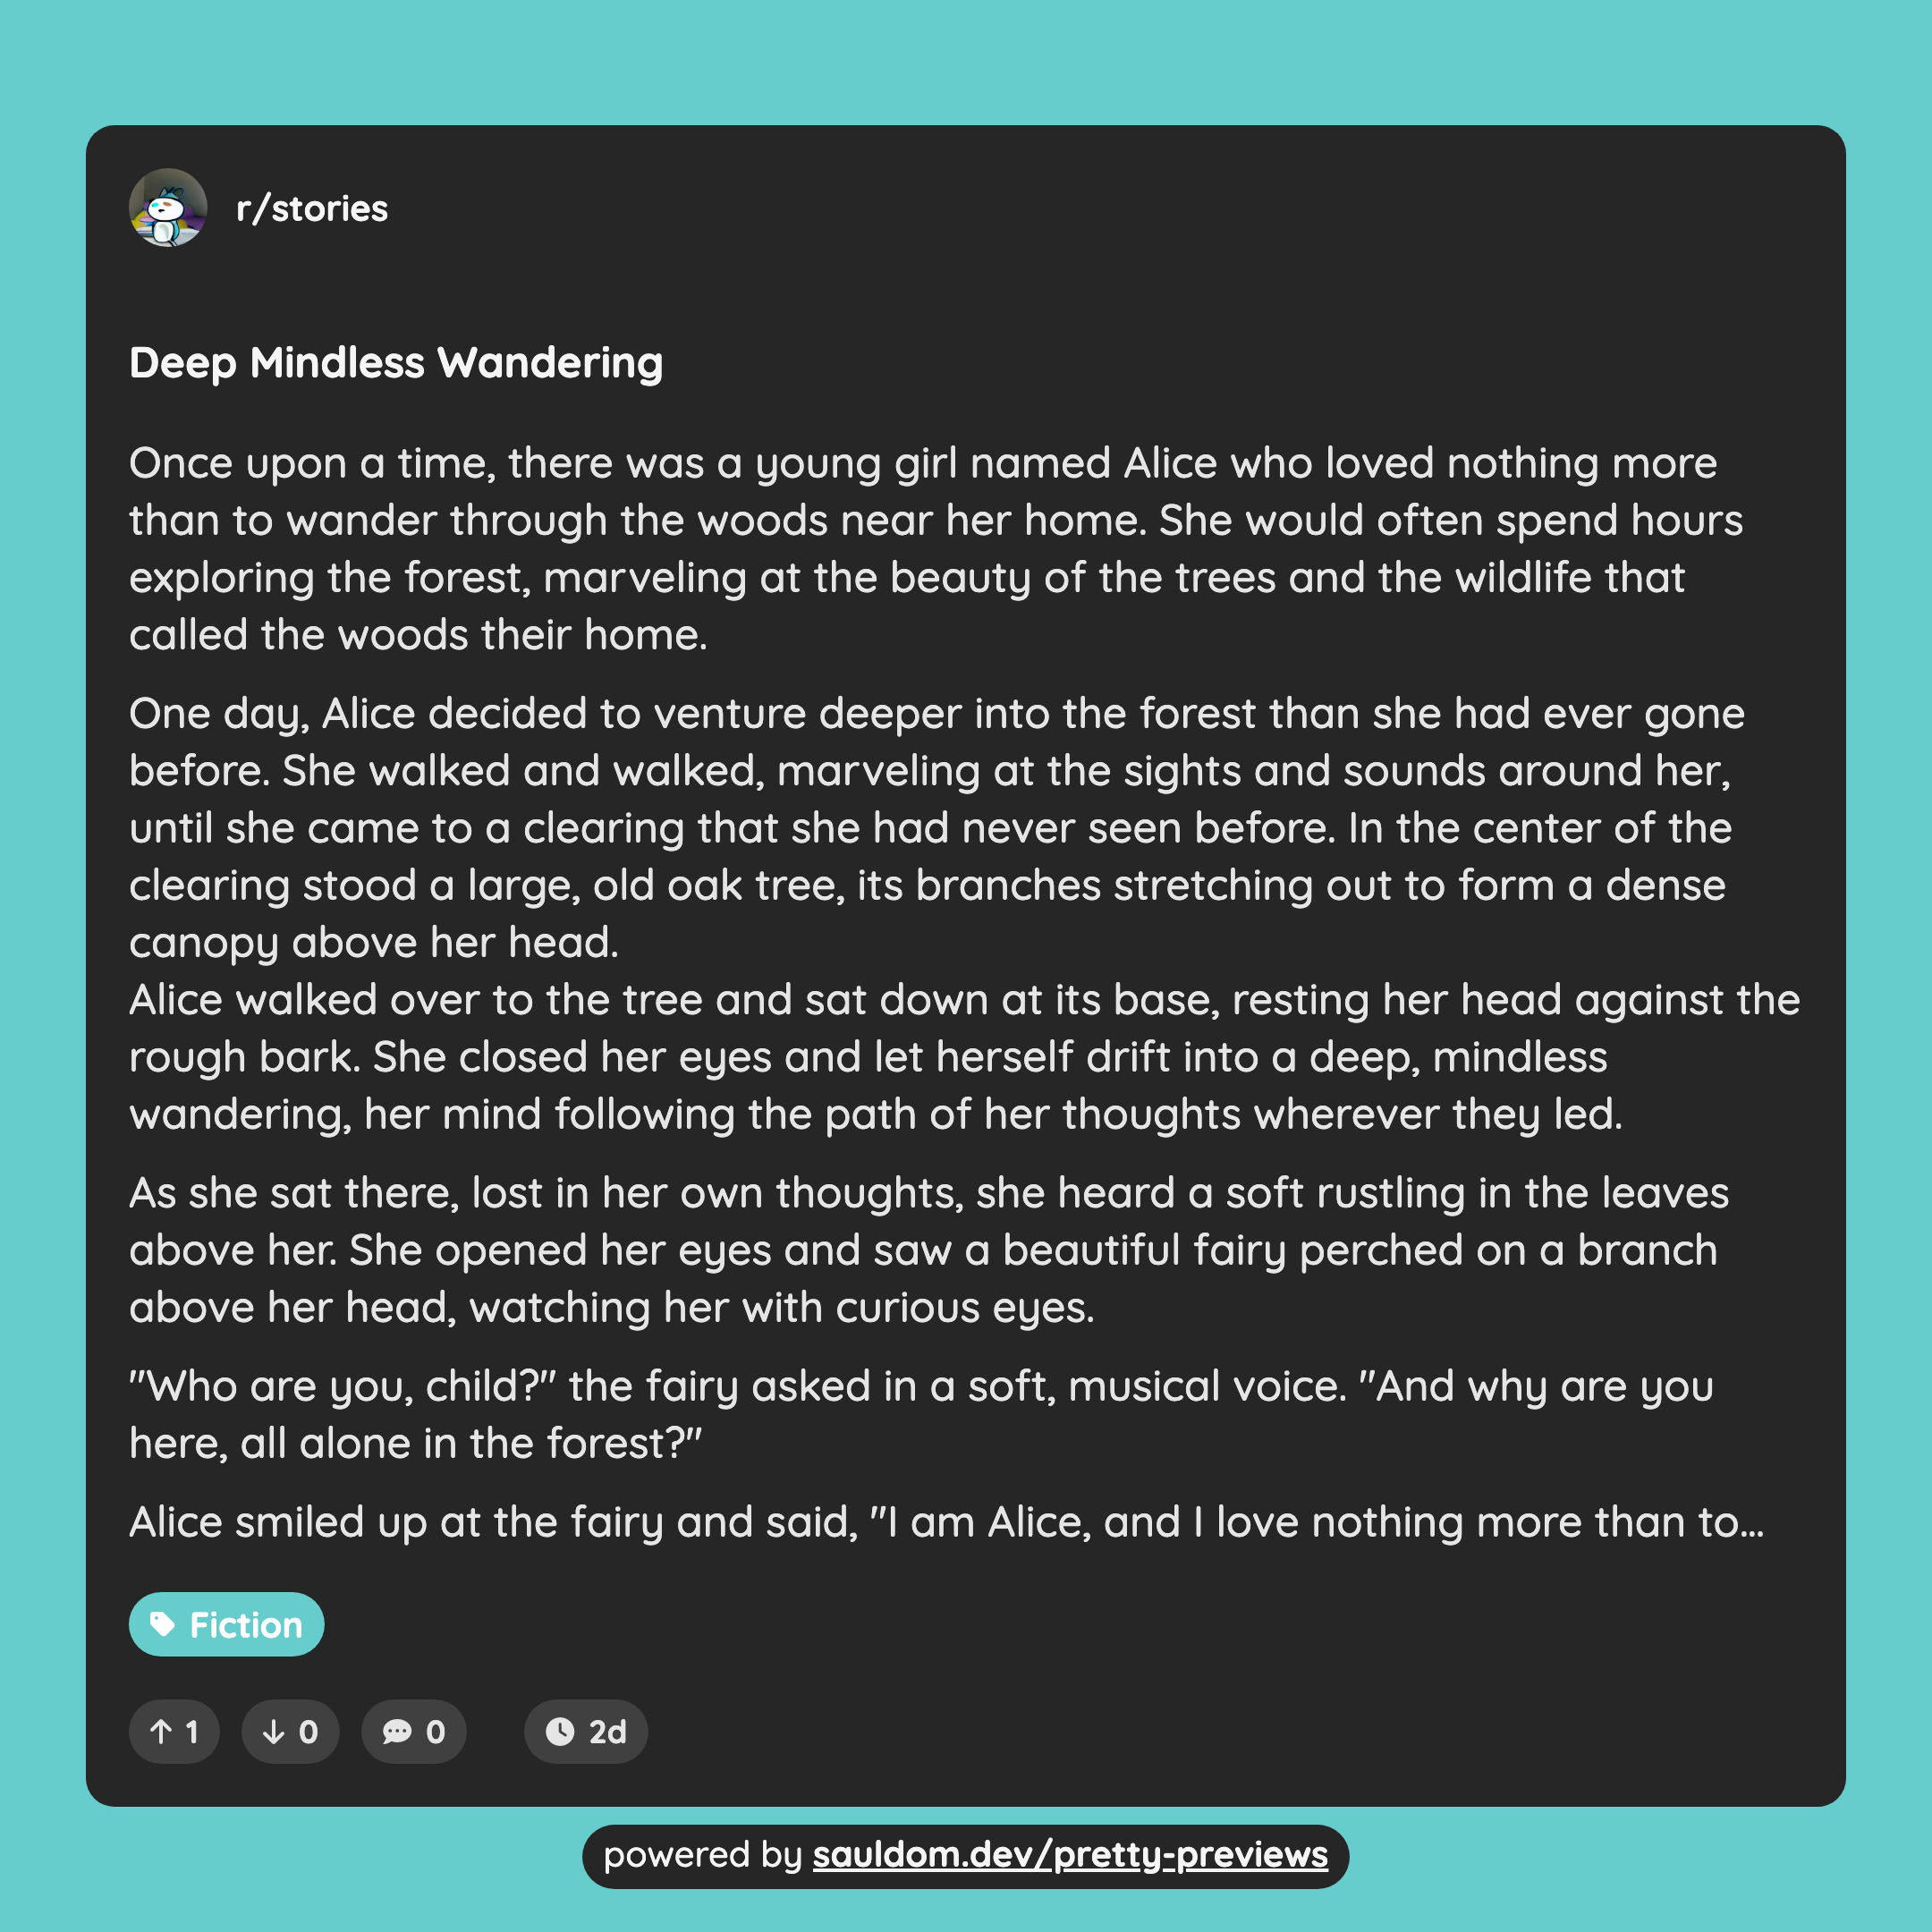 r/stories
Deep Mindless Wandering
Once upon a time, there was a young girl named Alice who loved nothing more
than to wander through the woods near her home. She would often spend hours
exploring the forest, marveling at the beauty of the trees and the wildlife that
called the woods their home.
One day, Alice decided to venture deeper into the forest than she had ever gone
before. She walked and walked, marveling at the sights and sounds around her,
until she came to a clearing that she had never seen before. In the center of the
clearing stood a large, old oak tree, its branches stretching out to form a dense
canopy above her head.
Alice walked over to the tree and sat down at its base, resting her head against the
rough bark. She closed her eyes and let herself drift into a deep, mindless
wandering, her mind following the path of her thoughts wherever they led.
As she sat there, lost in her own thoughts, she heard a soft rustling in the leaves
above her. She opened her eyes and saw a beautiful fairy perched on a branch
above her head, watching her with curious eyes.
"Who are you, child?" the fairy asked in a soft, musical voice. "And why are you
here, all alone in the forest?"
Alice smiled up at the fairy and said, "I am Alice, and I love nothing more than to...
Fiction
1 0 0 2d
powered by sauldom.dev/pretty-previews